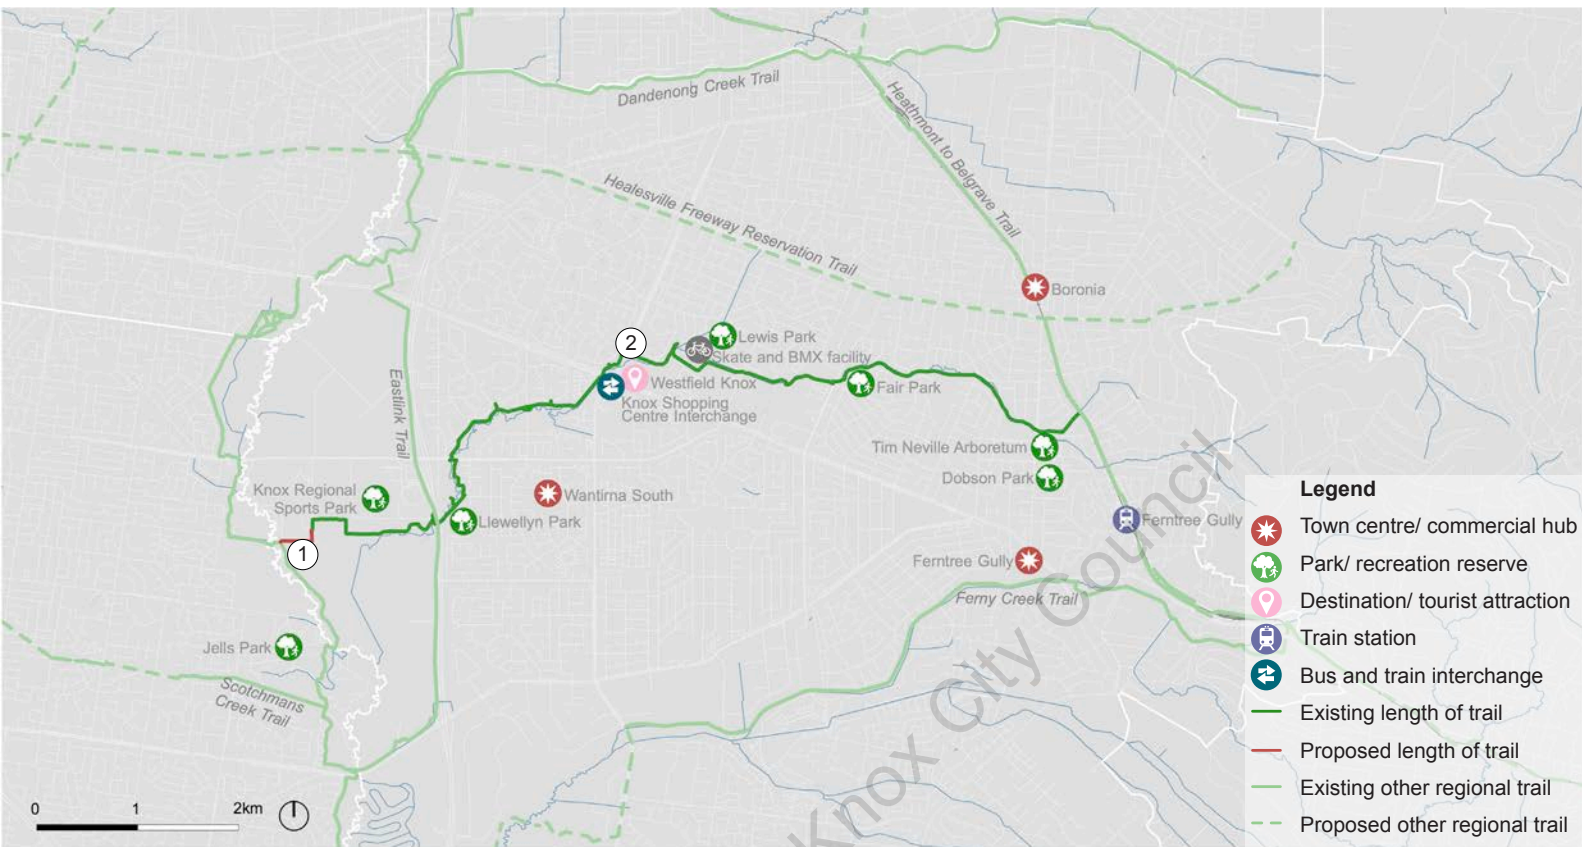 Dandenong Creek Trail
Heathmont to Belgrave Trail
Healesville Freeway Reservation Trail
Boronia
2
Lewis Park
Skate and BMX facility
Westfield Knox
Knox Shopping
Centre Interchange
Fair Park
Eastlink Trail
Tim Neville Arboretum
Dobson Park
Knox Regional
Sports Park
Wantirna South
Llewellyn Park
Ferntree Gully
1
Ferntree Gully
Ferny Creek Trail
Jells Park
Scotchmans
Creek Trail
Knox City Council
0 1 2km
Legend
Town centre/ commercial hub
Park/ recreation reserve
Destination/ tourist attraction
Train station
Bus and train interchange
Existing length of trail
Proposed length of trail
Existing other regional trail
Proposed other regional trail